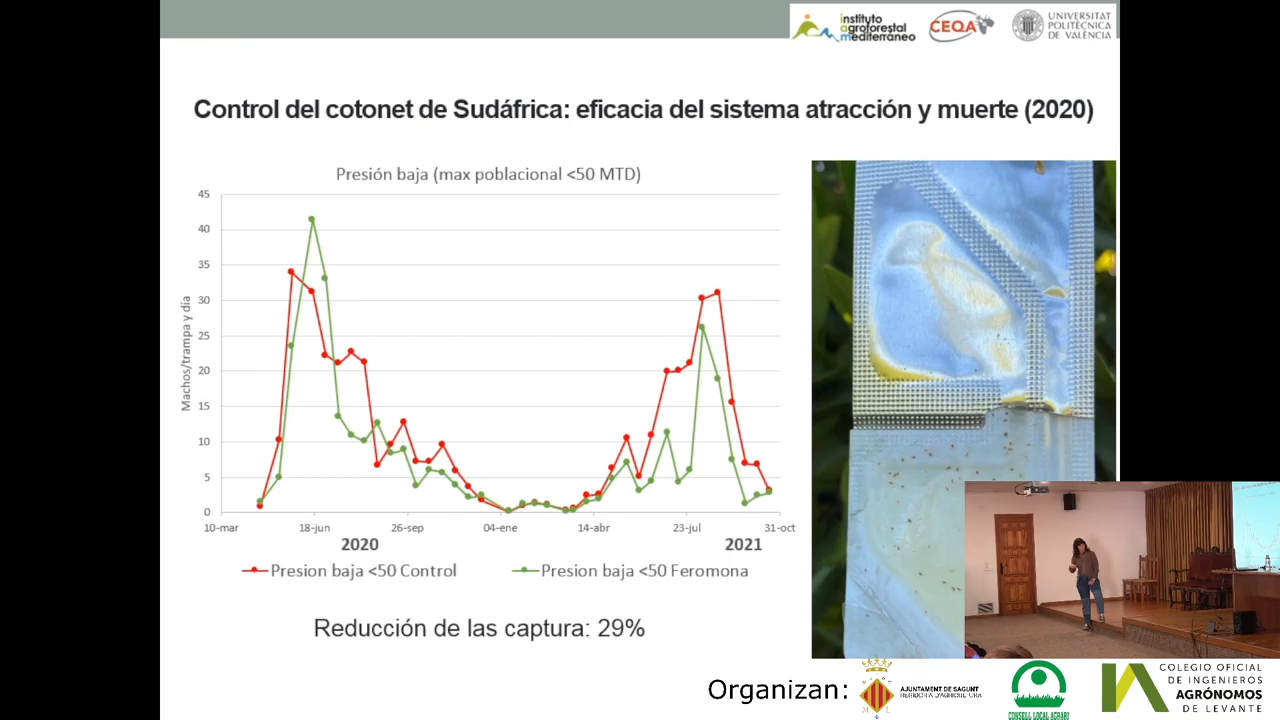 instituto
agroforestal
mediterráneo
CEQA
UNIVERSITAT
POLITÈCNICA
DE VALÈNCIA
Control del cotonet de Sudáfrica: eficacia del sistema atracción y muerte (2020)
Presión baja (max poblacional <50 MTD)
Machos/trampa y día
45
40
35
30
25
20
15
10
5
0
10-mar
18-jun
26-sep
04-ene
14-abr
23-jul
31-oct
2020
2021
Presion baja <50 Control
Presion baja <50 Feromona
Reducción de las captura: 29%
Organizan:
AJUNTAMENT DE SAGUNT
REGIDORIA D'AGRICULTURA
CONSELL LOCAL AGRARI
COLEGIO OFICIAL
DE INGENIEROS
AGRÓNOMOS
DE LEVANTE